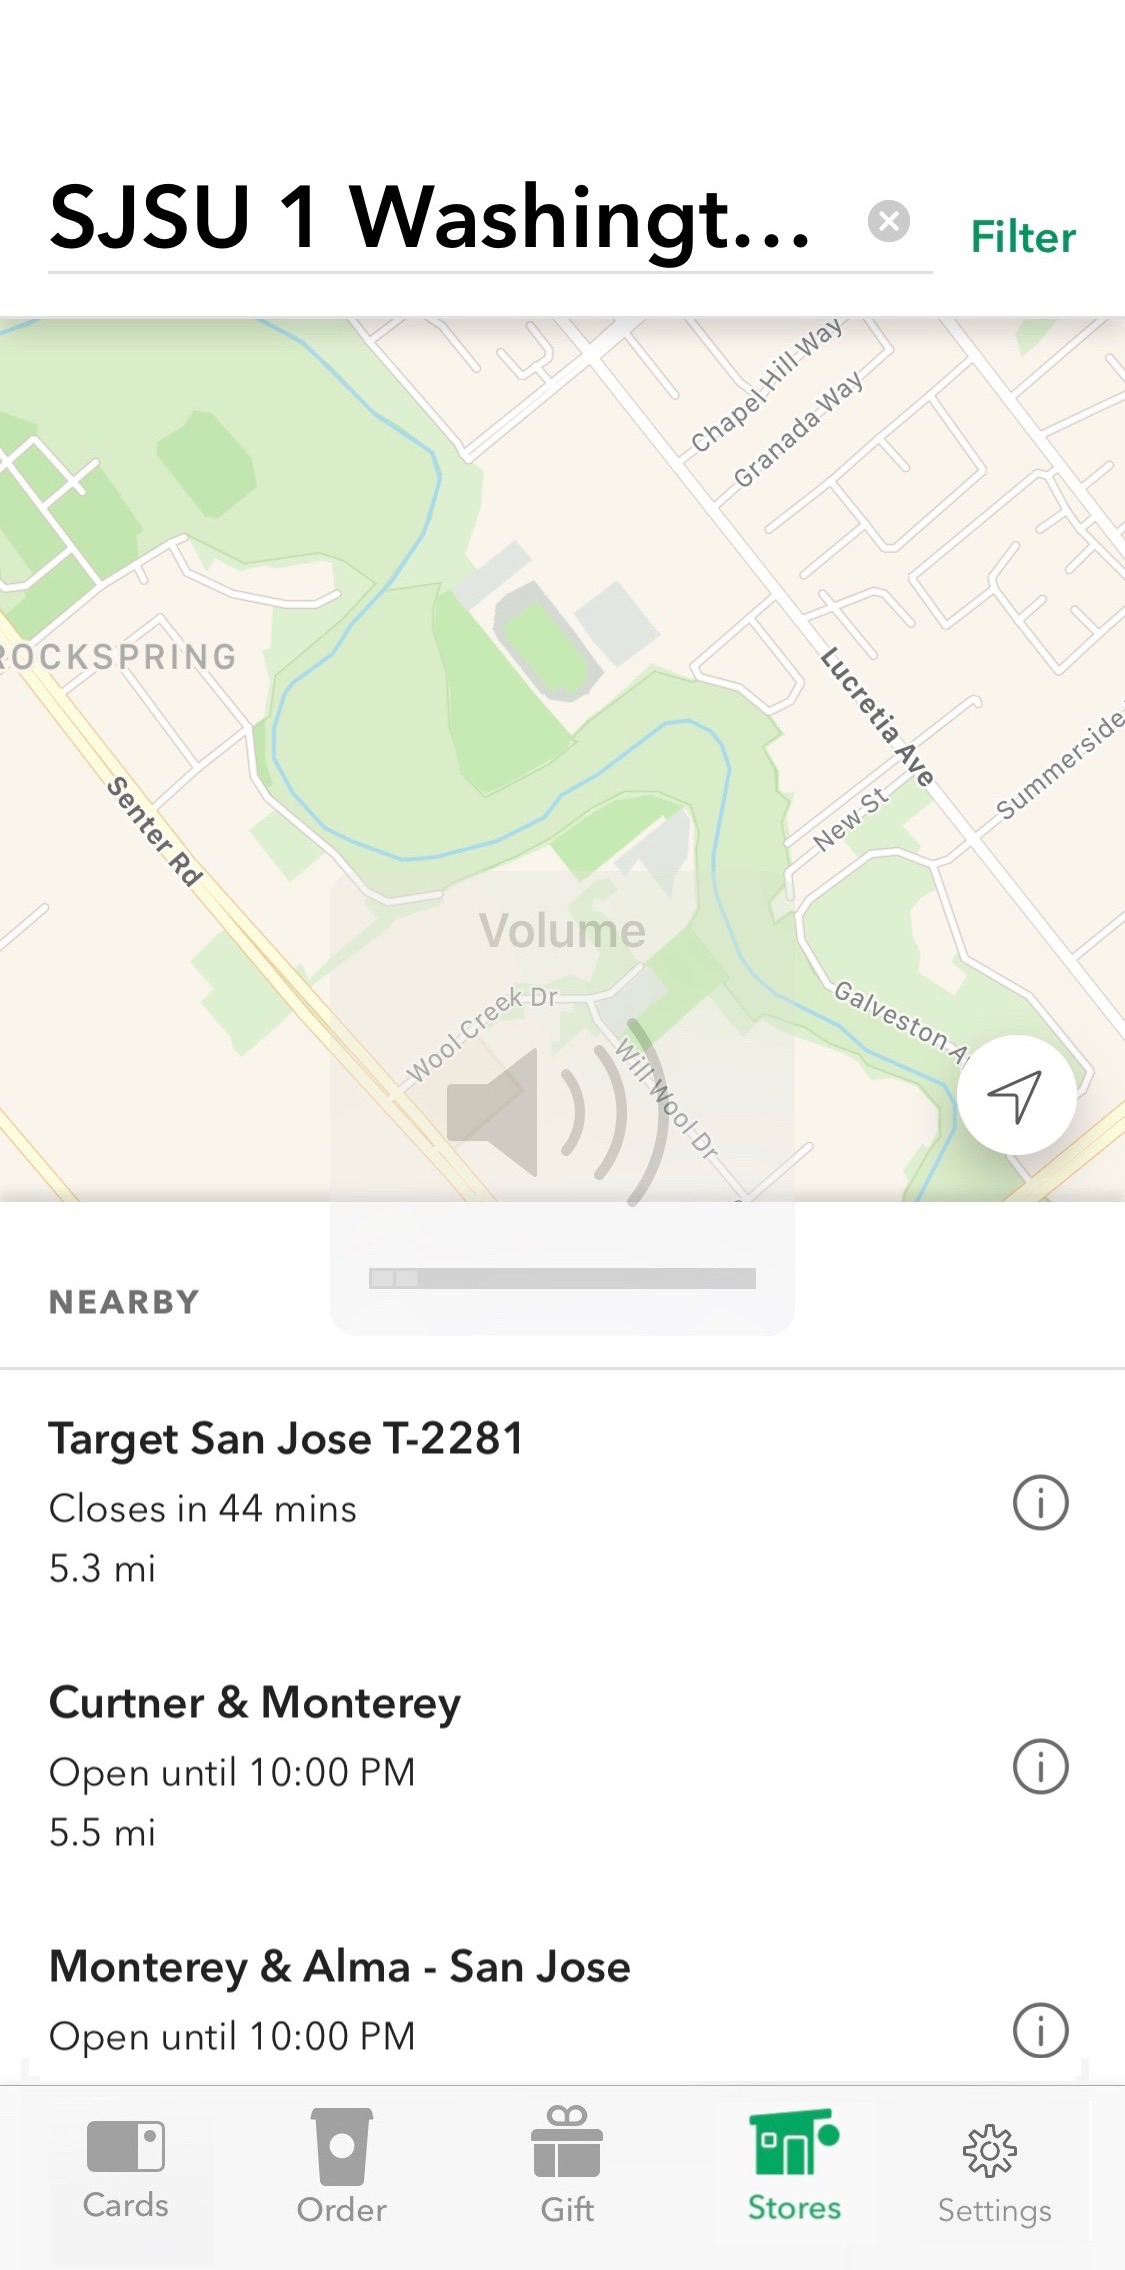 SJSU 1 Washingt...
Filter
Chapel Hill Way
Granada Way
ROCKSPRING
Lucretia Ave
Summerside
Senter Rd
New St
Volume
Wool Creek Dr
Galveston A
Will Wool Dr
NEARBY
Target San Jose T-2281
Closes in 44 mins
5.3 mi
Curtner & Monterey
Open until 10:00 PM
5.5 mi
Monterey & Alma - San Jose
Open until 10:00 PM
Cards
Order
Gift
Stores
Settings